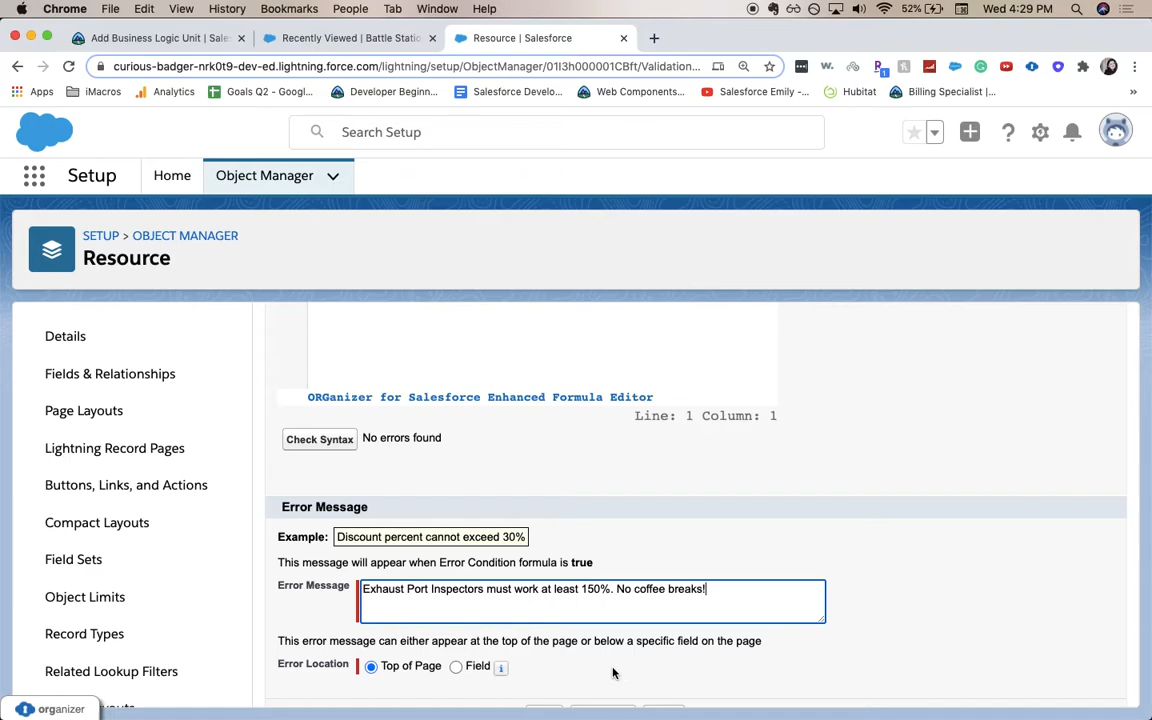 Chrome File Edit View History Bookmarks People Tab Window Help 52% Wed 4:29 PM
Add Business Logic Unit | Sale Recently Viewed | Battle Statio Resource | Salesforce
curious-badger-nrk0t9-dev-ed.lightning.force.com/lightning/setup/ObjectManager/01I3h000001CBft/Validation...
Apps iMacros Analytics Goals Q2 - Googl... Developer Beginn... Salesforce Develo... Web Components... Salesforce Emily -... Hubitat Billing Specialist |... »
Search Setup
Setup Home Object Manager
SETUP > OBJECT MANAGER
Resource
Details
Fields & Relationships
Page Layouts
Lightning Record Pages
Buttons, Links, and Actions
Compact Layouts
Field Sets
Object Limits
Record Types
Related Lookup Filters
organizer
ORGanizer for Salesforce Enhanced Formula Editor
Line: 1 Column: 1
Check Syntax No errors found
Error Message
Example: Discount percent cannot exceed 30%
This message will appear when Error Condition formula is true
Error Message Exhaust Port Inspectors must work at least 150%. No coffee breaks!
This error message can either appear at the top of the page or below a specific field on the page
Error Location Top of Page Field i